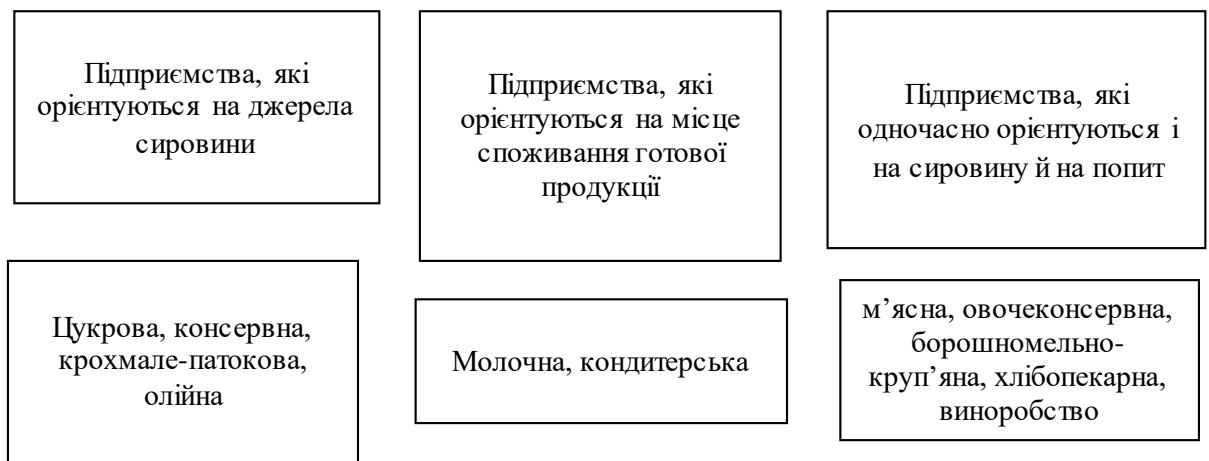 Підприємства, які
орієнтуються на джерела
сировини
Підприємства, які
орієнтуються на місце
споживання готової
продукції
Підприємства, які
одночасно орієнтуються і
на сировину й на попит
Цукрова, консервна,
крохмале-патокова,
олійна
Молочна, кондитерська
м’ясна, овочеконсервна,
борошномельно-
круп’яна, хлібопекарна,
виноробство